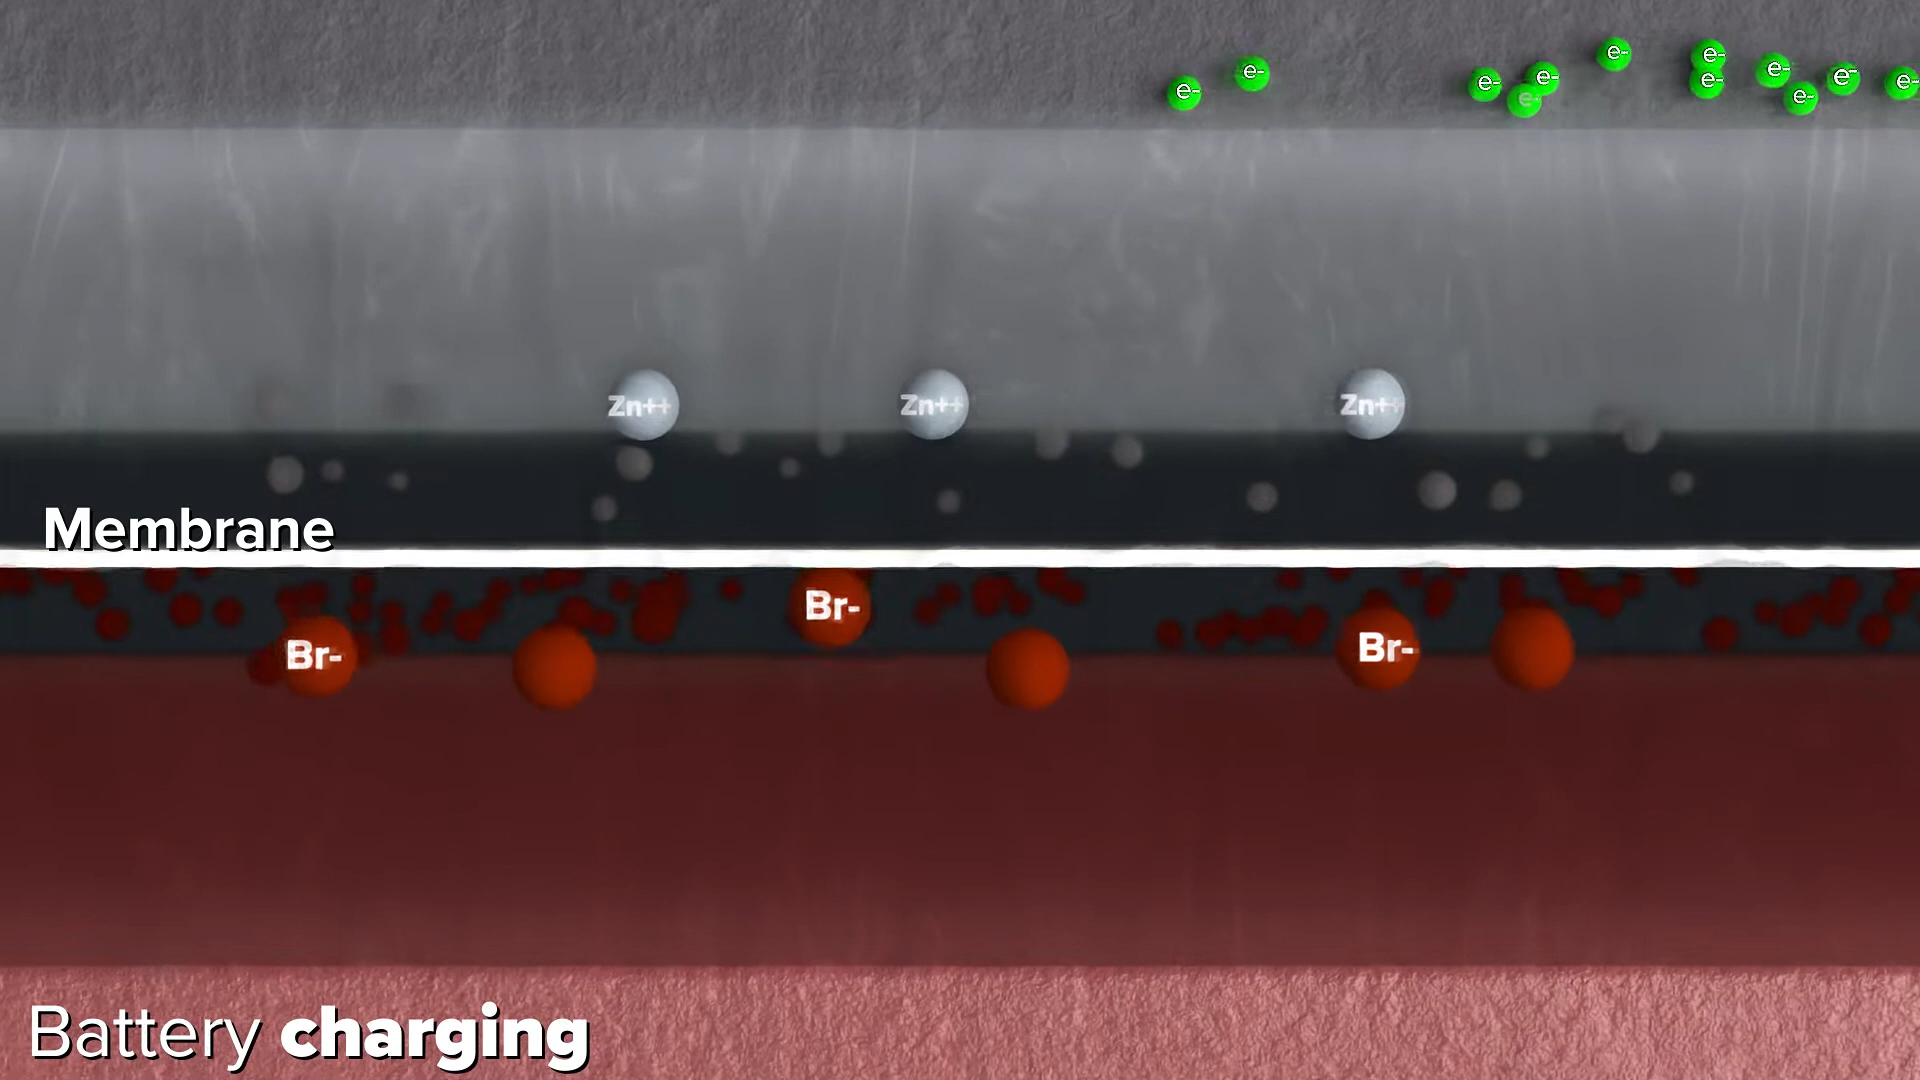 e- e- e- e- e- e- e- e- e- e- e- e-
Zn++ Zn++ Zn++
Membrane
Br- Br- Br-
Battery charging